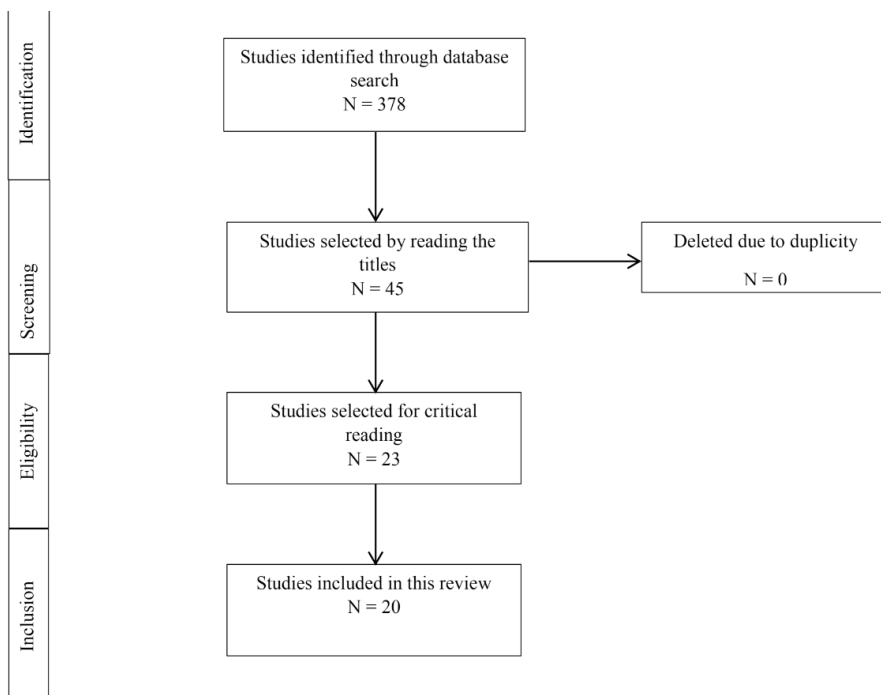 Identification
Studies identified through database
search
N = 378
Screening
Studies selected by reading the
titles
N = 45
Deleted due to duplicity
N = 0
Eligibility
Studies selected for critical
reading
N = 23
Inclusion
Studies included in this review
N = 20